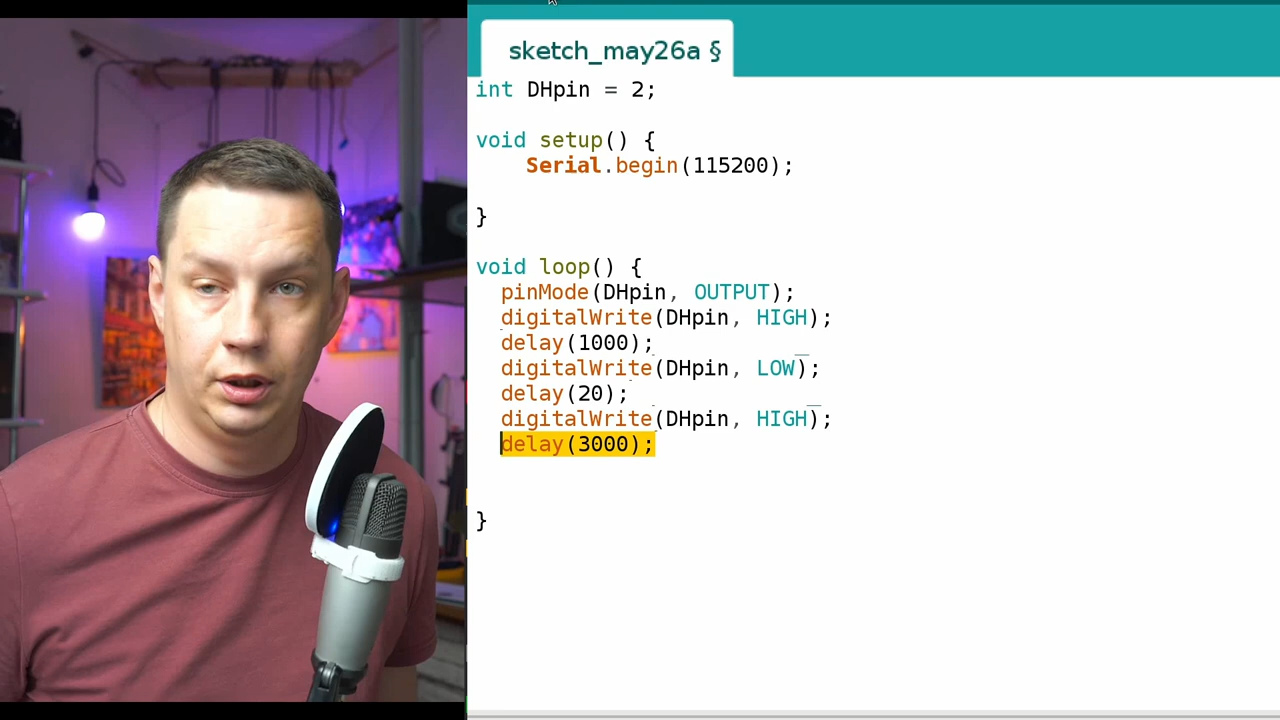 sketch_may26a §
int DHpin = 2;
void setup() {
Serial.begin(115200);
}
void loop() {
pinMode(DHpin, OUTPUT);
digitalWrite(DHpin, HIGH);
delay(1000);
digitalWrite(DHpin, LOW);
delay(20);
digitalWrite(DHpin, HIGH);
delay(3000);
}